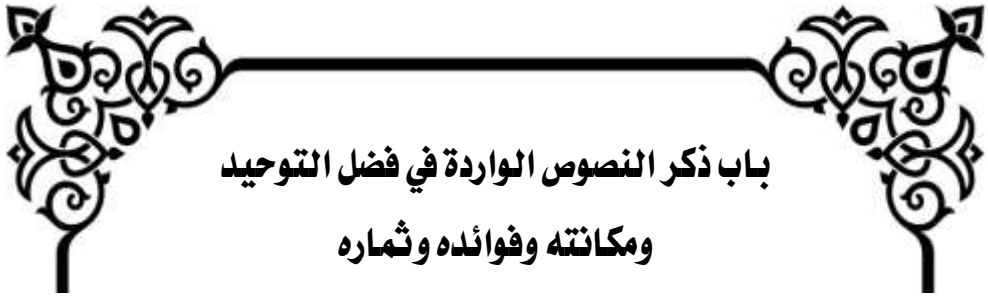 باب ذكر النصوص الواردة في فضل التوحيد
ومكانته وفوائده وثماره